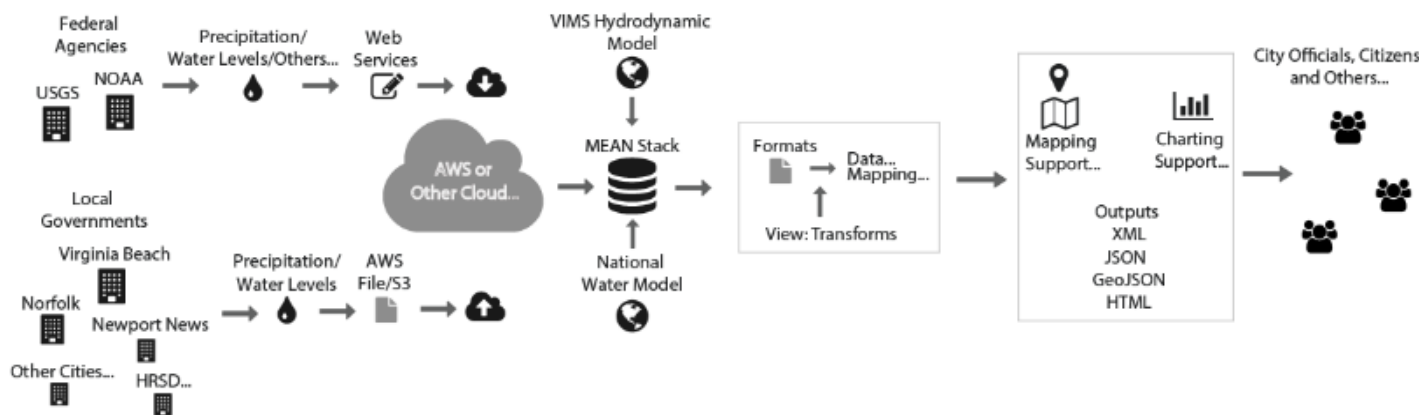 Federal
Agencies
USGS
NOAA
Precipitation/
Water Levels/Others...
Web
Services
Local
Governments
Virginia Beach
Norfolk
Newport News
Other Cities...
HRSD...
Precipitation/
Water Levels
AWS
File/S3
AWS or
Other Cloud...
VIMS Hydrodynamic
Model
MEAN Stack
National
Water Model
Formats
Data...
Mapping...
View: Transforms
Mapping
Support...
Charting
Support...
Outputs
XML
JSON
GeoJSON
HTML
City Officials, Citizens
and Others...